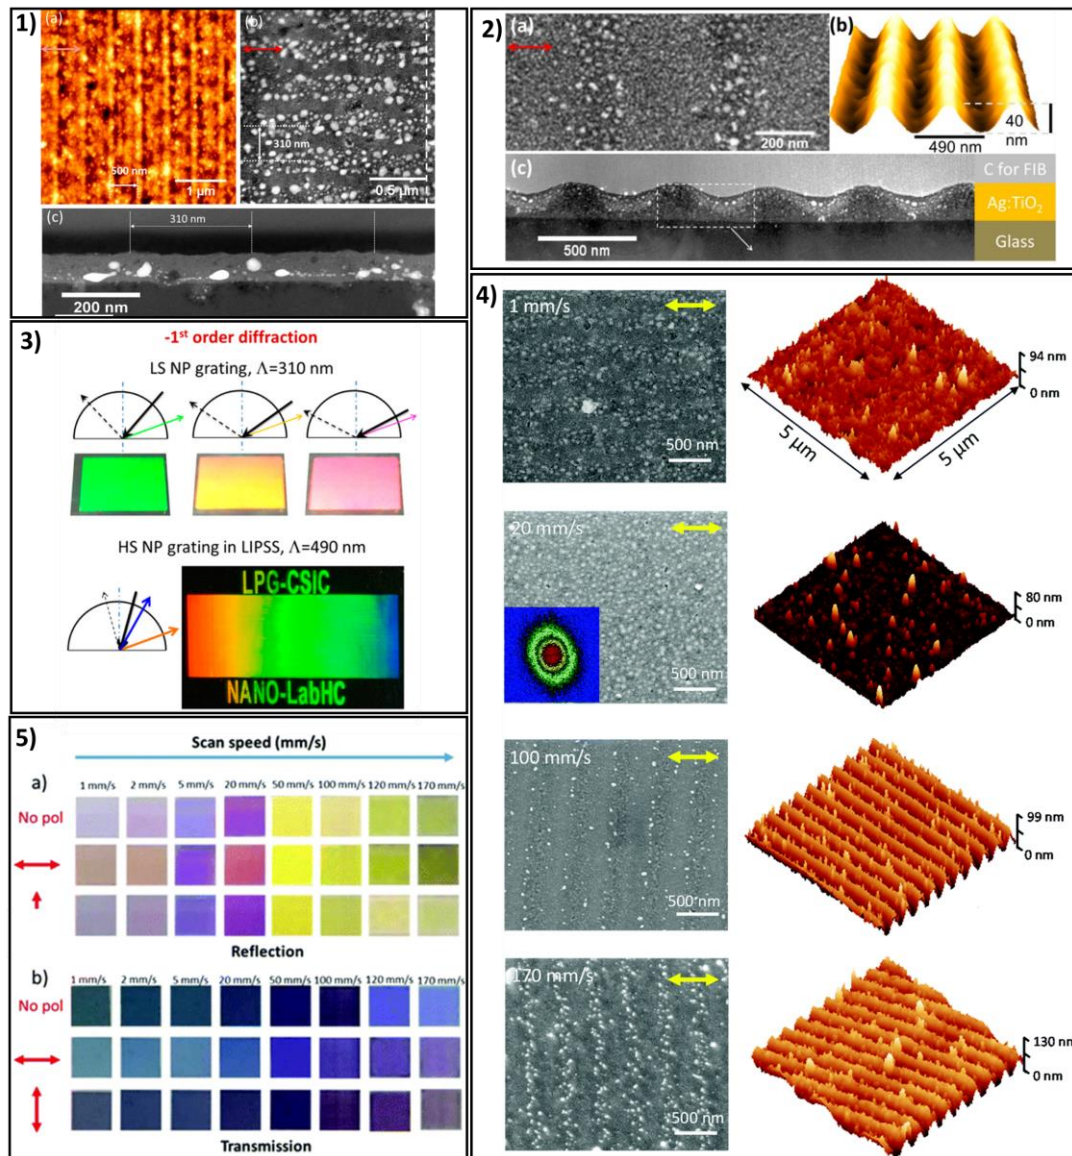 1)
(a)
500 nm
1 µm
(b)
310 nm
0.5 µm
(c)
310 nm
200 nm
2)
(a)
200 nm
(b)
40
nm
490 nm
(c)
500 nm
C for FIB
Ag:TiO2
Glass
3)
-1st order diffraction
LS NP grating, Λ=310 nm
HS NP grating in LIPSS, Λ=490 nm
LPG-CSIC
NANO-LabHC
4)
1 mm/s
500 nm
94 nm
0 nm
5 µm
5 µm
20 mm/s
500 nm
80 nm
0 nm
100 mm/s
500 nm
99 nm
0 nm
170 mm/s
500 nm
130 nm
0 nm
5)
Scan speed (mm/s)
a)
1 mm/s 2 mm/s 5 mm/s 20 mm/s 50 mm/s 100 mm/s 120 mm/s 170 mm/s
No pol
Reflection
b)
1 mm/s 2 mm/s 5 mm/s 20 mm/s 50 mm/s 100 mm/s 120 mm/s 170 mm/s
No pol
Transmission